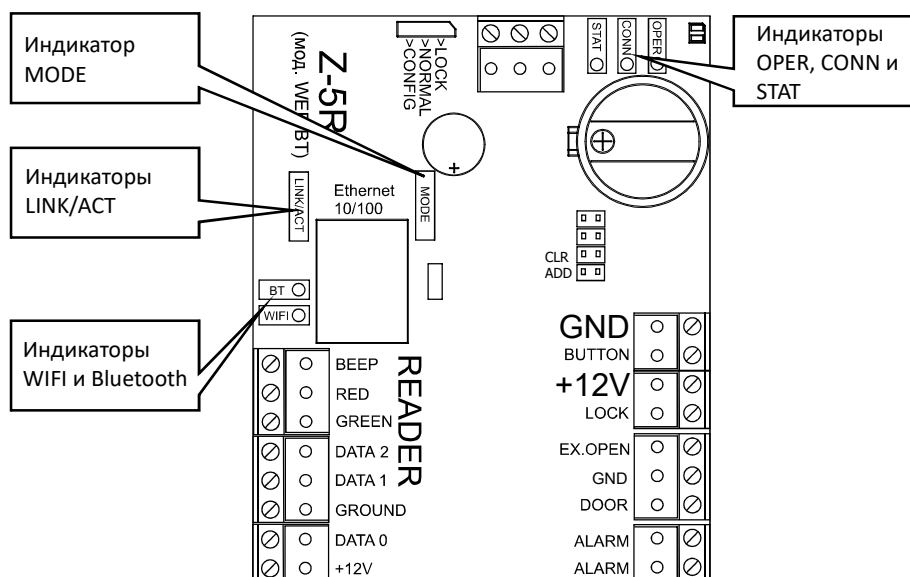 Индикатор
MODE
Индикаторы
LINK/ACT
Индикаторы
WIFI и Bluetooth
Индикаторы
OPER, CONN и
STAT
Z-5R
(мод. WEB BT)
>LOCK
>NORMAL
>CONFIG
STAT
CONN
OPER
LINK/ACT
Ethernet
10/100
MODE
CLR
ADD
BT
WIFI
READER
BEEP
RED
GREEN
DATA 2
DATA 1
GROUND
DATA 0
+12V
GND
BUTTON
+12V
LOCK
EX.OPEN
GND
DOOR
ALARM
ALARM